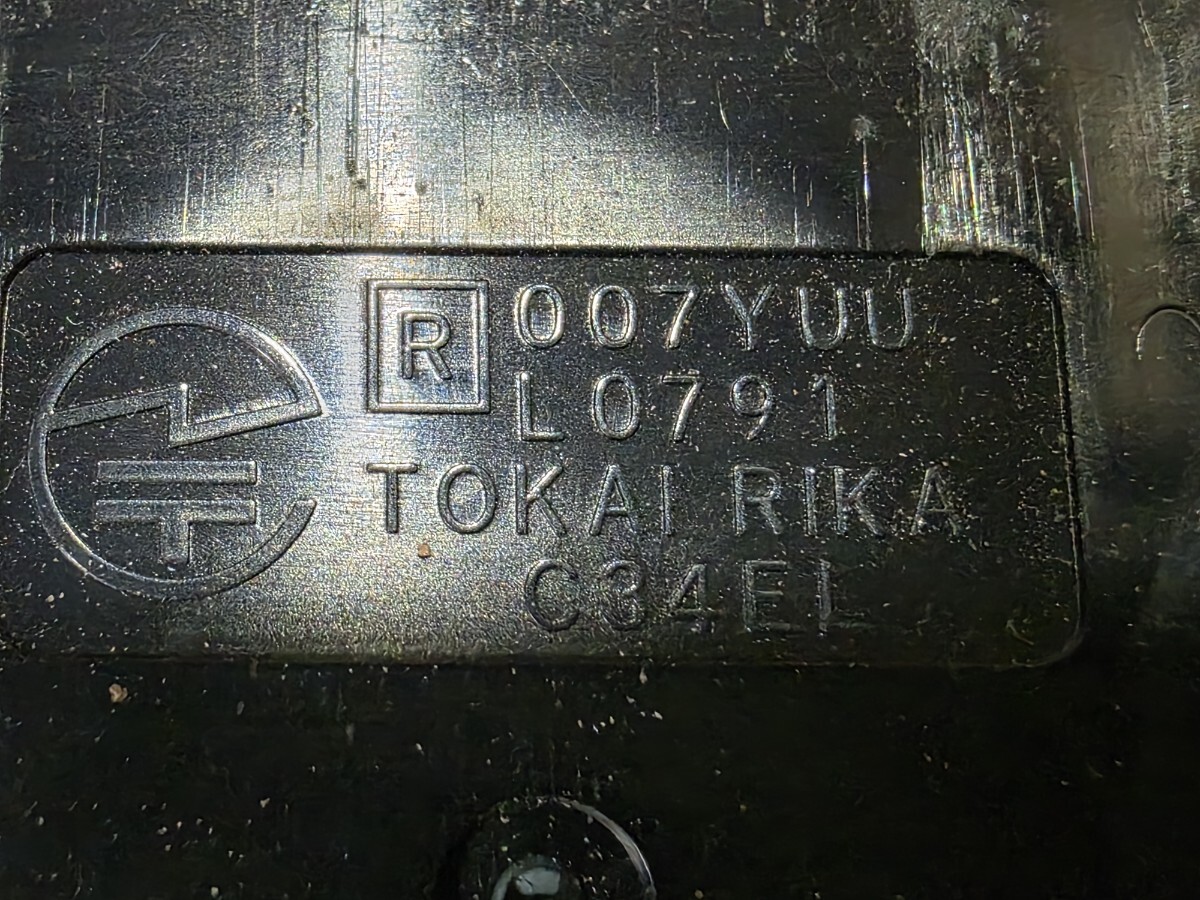 R 007YUU
L0791
TOKAI RIKA
C34EL